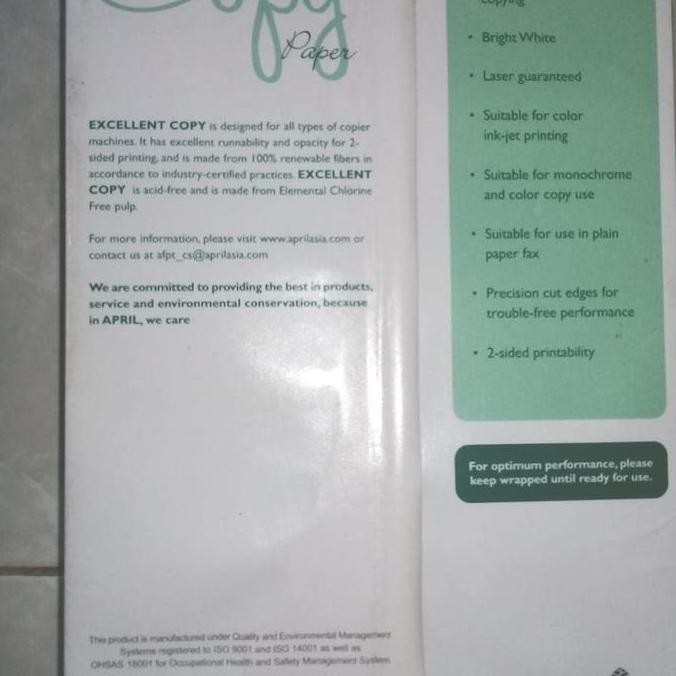 Copy
Paper
EXCELLENT COPY is designed for all types of copier
machines. It has excellent runnability and opacity for 2-
sided printing, and is made from 100% renewable fibers in
accordance to industry-certified practices. EXCELLENT
COPY is acid-free and is made from Elemental Chlorine
Free pulp.
For more information, please visit www.aprilasia.com or
contact us at afpt_cs@aprilasia.com
We are committed to providing the best in products,
service and environmental conservation, because
in APRIL, we care
This product is manufactured under Quality and Environmental Management
Systems registered to ISO 9001 and ISO 14001 as well as
OHSAS 18001 for Occupational Health and Safety Management System
copying
• Bright White
• Laser guaranteed
• Suitable for color
ink-jet printing
• Suitable for monochrome
and color copy use
• Suitable for use in plain
paper fax
• Precision cut edges for
trouble-free performance
• 2-sided printability
For optimum performance, please
keep wrapped until ready for use.